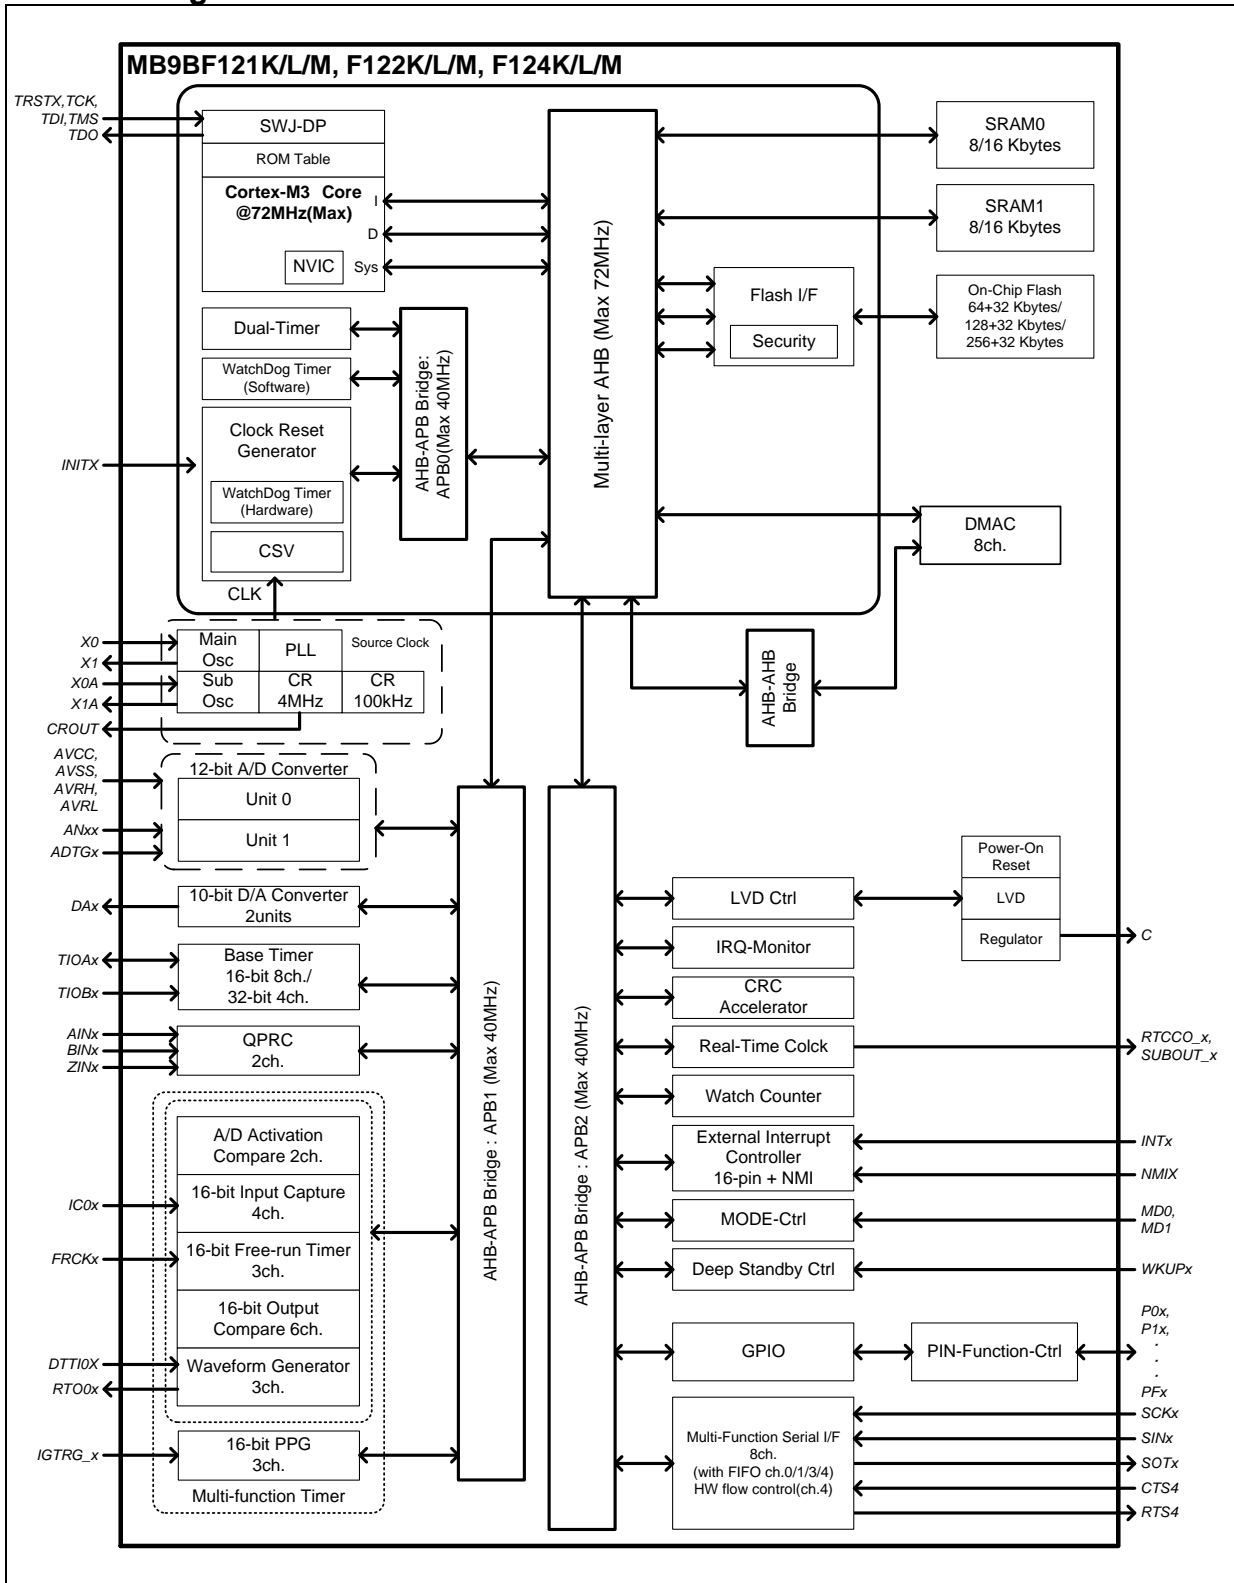 MB9BF121K/L/M, F122K/L/M, F124K/L/M
TRSTX,TCK,
TDI,TMS
TDO
SWJ-DP
ROM Table
Cortex-M3 Core
@72MHz(Max)
I
D
Sys
NVIC
Dual-Timer
WatchDog Timer
(Software)
Clock Reset
Generator
WatchDog Timer
(Hardware)
CSV
CLK
INITX
AHB-APB Bridge:
APB0(Max 40MHz)
Multi-layer AHB (Max 72MHz)
SRAM0
8/16 Kbytes
SRAM1
8/16 Kbytes
Flash I/F
Security
On-Chip Flash
64+32 Kbytes/
128+32 Kbytes/
256+32 Kbytes
DMAC
8ch.
AHB-AHB
Bridge
X0
X1
X0A
X1A
CROUT
Main
Osc
PLL
Source Clock
Sub
Osc
CR
4MHz
CR
100kHz
AVCC,
AVSS,
AVRH,
AVRL
ANxx
ADTGx
12-bit A/D Converter
Unit 0
Unit 1
DAx
10-bit D/A Converter
2units
TIOAx
TIOBx
Base Timer
16-bit 8ch./
32-bit 4ch.
AINx
BINx
ZINx
QPRC
2ch.
A/D Activation
Compare 2ch.
IC0x
16-bit Input Capture
4ch.
FRCKx
16-bit Free-run Timer
3ch.
16-bit Output
Compare 6ch.
DTTI0X
RTO0x
Waveform Generator
3ch.
IGTRG_x
16-bit PPG
3ch.
Multi-function Timer
AHB-APB Bridge : APB1 (Max 40MHz)
AHB-APB Bridge : APB2 (Max 40MHz)
LVD Ctrl
Power-On
Reset
LVD
Regulator
C
IRQ-Monitor
CRC
Accelerator
Real-Time Colck
RTCCO_x,
SUBOUT_x
Watch Counter
External Interrupt
Controller
16-pin + NMI
INTx
NMIX
MODE-Ctrl
MD0,
MD1
Deep Standby Ctrl
WKUPx
GPIO
PIN-Function-Ctrl
P0x,
P1x,
.
.
.
PFx
Multi-Function Serial I/F
8ch.
(with FIFO ch.0/1/3/4)
HW flow control(ch.4)
SCKx
SINx
SOTx
CTS4
RTS4